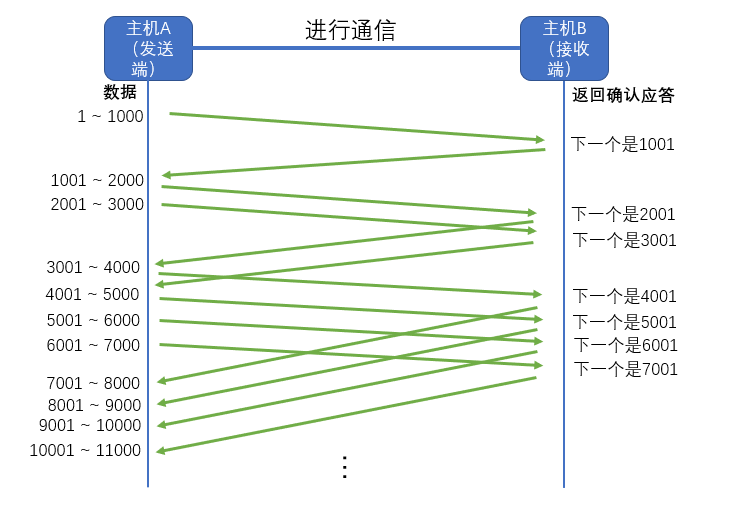 进行通信
主机A
（发送
端）
主机B
（接收
端）
数据
返回确认应答
1 ~ 1000
下一个是1001
1001 ~ 2000
2001 ~ 3000
下一个是2001
下一个是3001
3001 ~ 4000
4001 ~ 5000
5001 ~ 6000
6001 ~ 7000
下一个是4001
下一个是5001
下一个是6001
下一个是7001
7001 ~ 8000
8001 ~ 9000
9001 ~ 10000
10001 ~ 11000
⋮